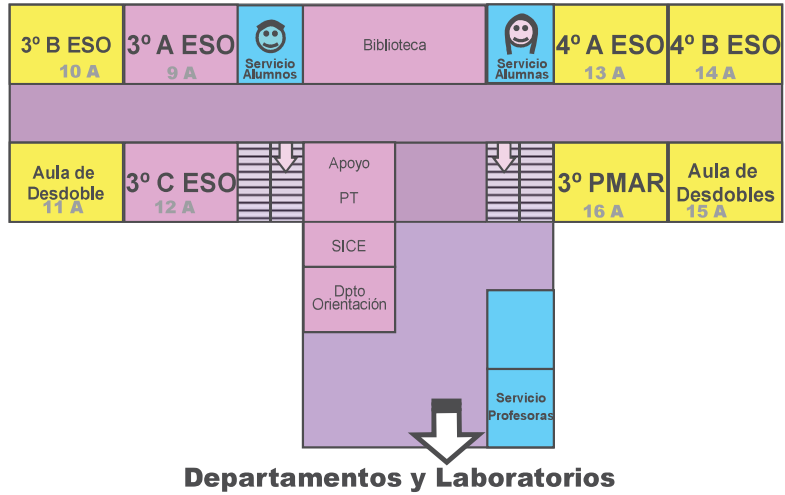 3º B ESO
10 A
3º A ESO
9 A
Servicio
Alumnos
Biblioteca
Servicio
Alumnas
4º A ESO
13 A
4º B ESO
14 A
Aula de
Desdoble
11 A
3º C ESO
12 A
Apoyo
PT
3º PMAR
16 A
Aula de
Desdobles
15 A
SICE
Dpto
Orientación
Servicio
Profesoras
Departamentos y Laboratorios